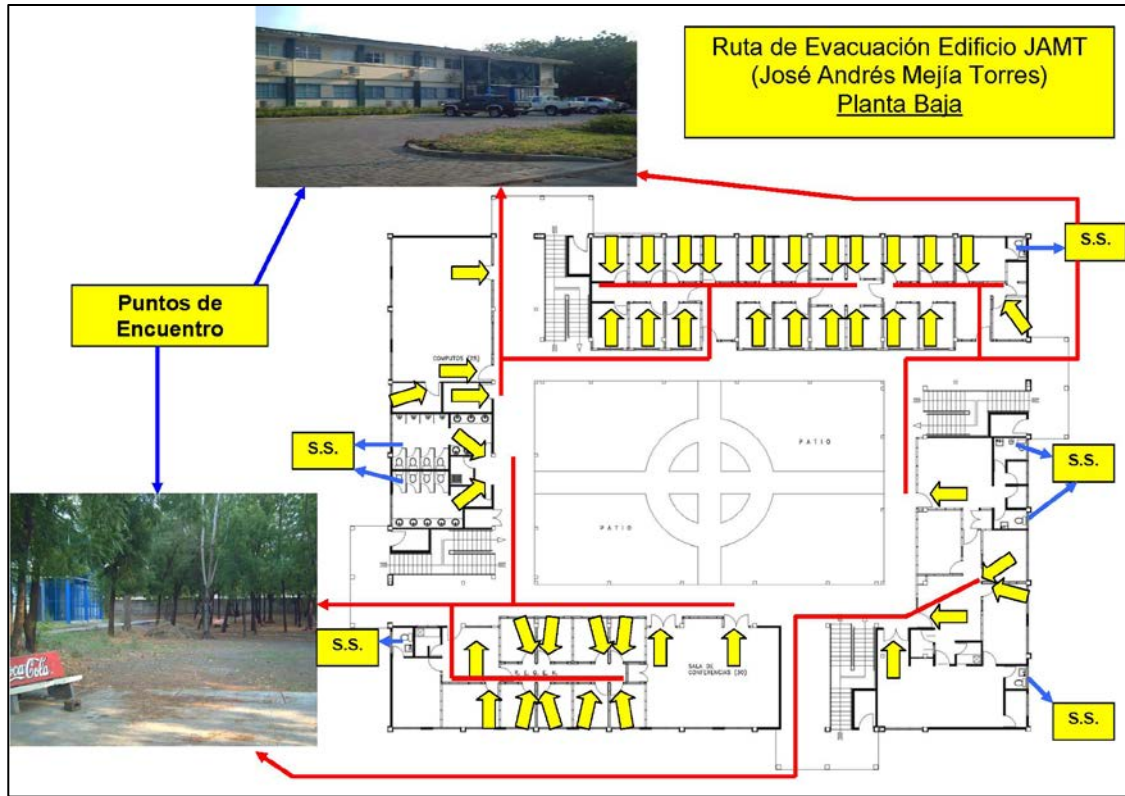 Ruta de Evacuación Edificio JAMT
(José Andrés Mejía Torres)
Planta Baja
S.S.
Puntos de
Encuentro
COMPUTOS (25)
PATIO
S.S.
S.S.
PATIO
S.S.
Coca-Cola
SALA DE
CONFERENCIAS (30)
S.S.